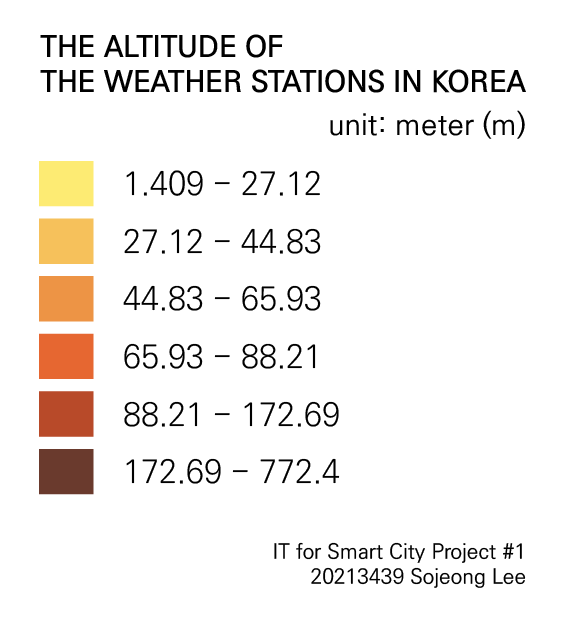 THE ALTITUDE OF
THE WEATHER STATIONS IN KOREA
unit: meter (m)
1.409 – 27.12
27.12 – 44.83
44.83 – 65.93
65.93 – 88.21
88.21 – 172.69
172.69 – 772.4
IT for Smart City Project #1
20213439 Sojeong Lee